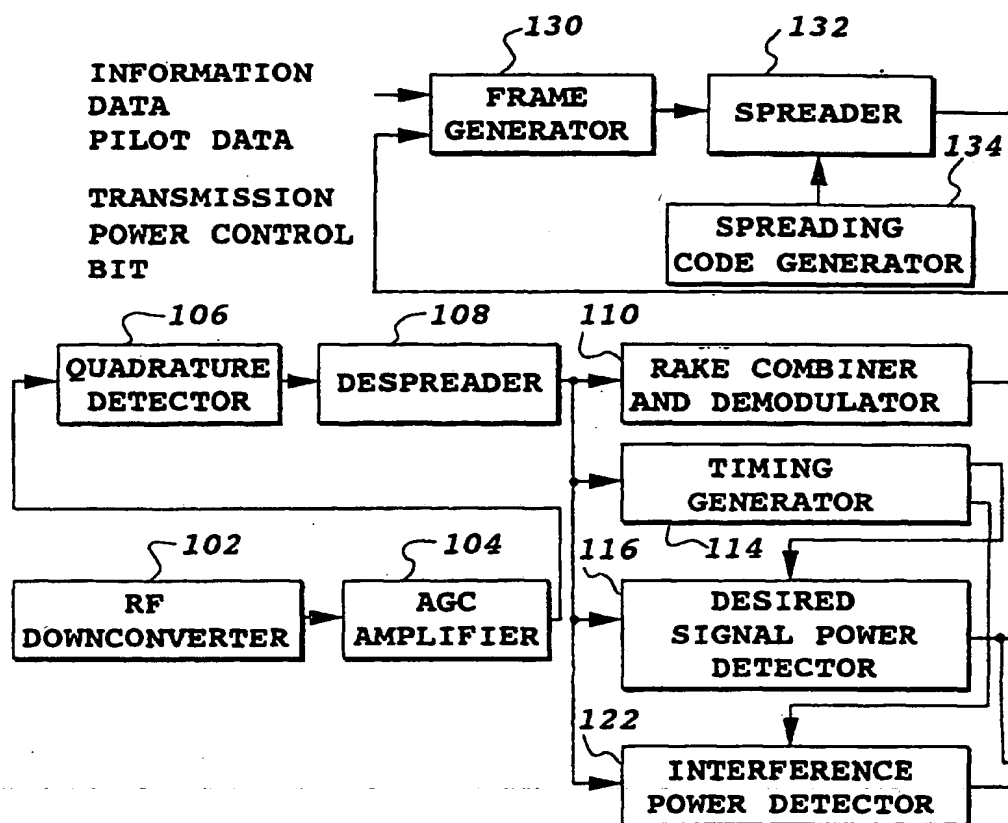 130
132
INFORMATION
DATA
PILOT DATA
FRAME
GENERATOR
SPREADER
134
TRANSMISSION
POWER CONTROL
BIT
SPREADING
CODE GENERATOR
106
108
110
QUADRATURE
DETECTOR
DESPREADER
RAKE COMBINER
AND DEMODULATOR
TIMING
GENERATOR
102
104
116
114
RF
DOWNCONVERTER
AGC
AMPLIFIER
DESIRED
SIGNAL POWER
DETECTOR
122
INTERFERENCE
POWER DETECTOR